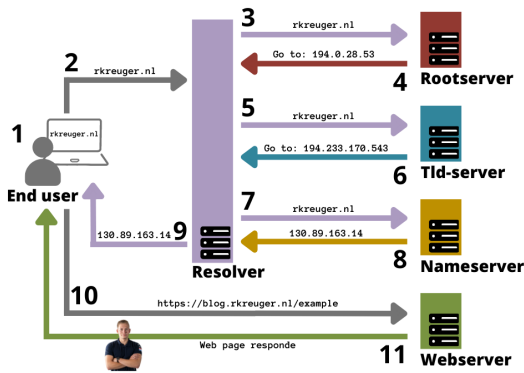 3
rkreuger.nl
Go to: 194.0.28.53
4
Rootserver
2
rkreuger.nl
1
rkreuger.nl
End user
5
rkreuger.nl
Go to: 194.233.170.543
6
Tld-server
7
rkreuger.nl
130.89.163.14
8
Nameserver
9
130.89.163.14
Resolver
10
https://blog.rkreuger.nl/example
Web page responde
11
Webserver